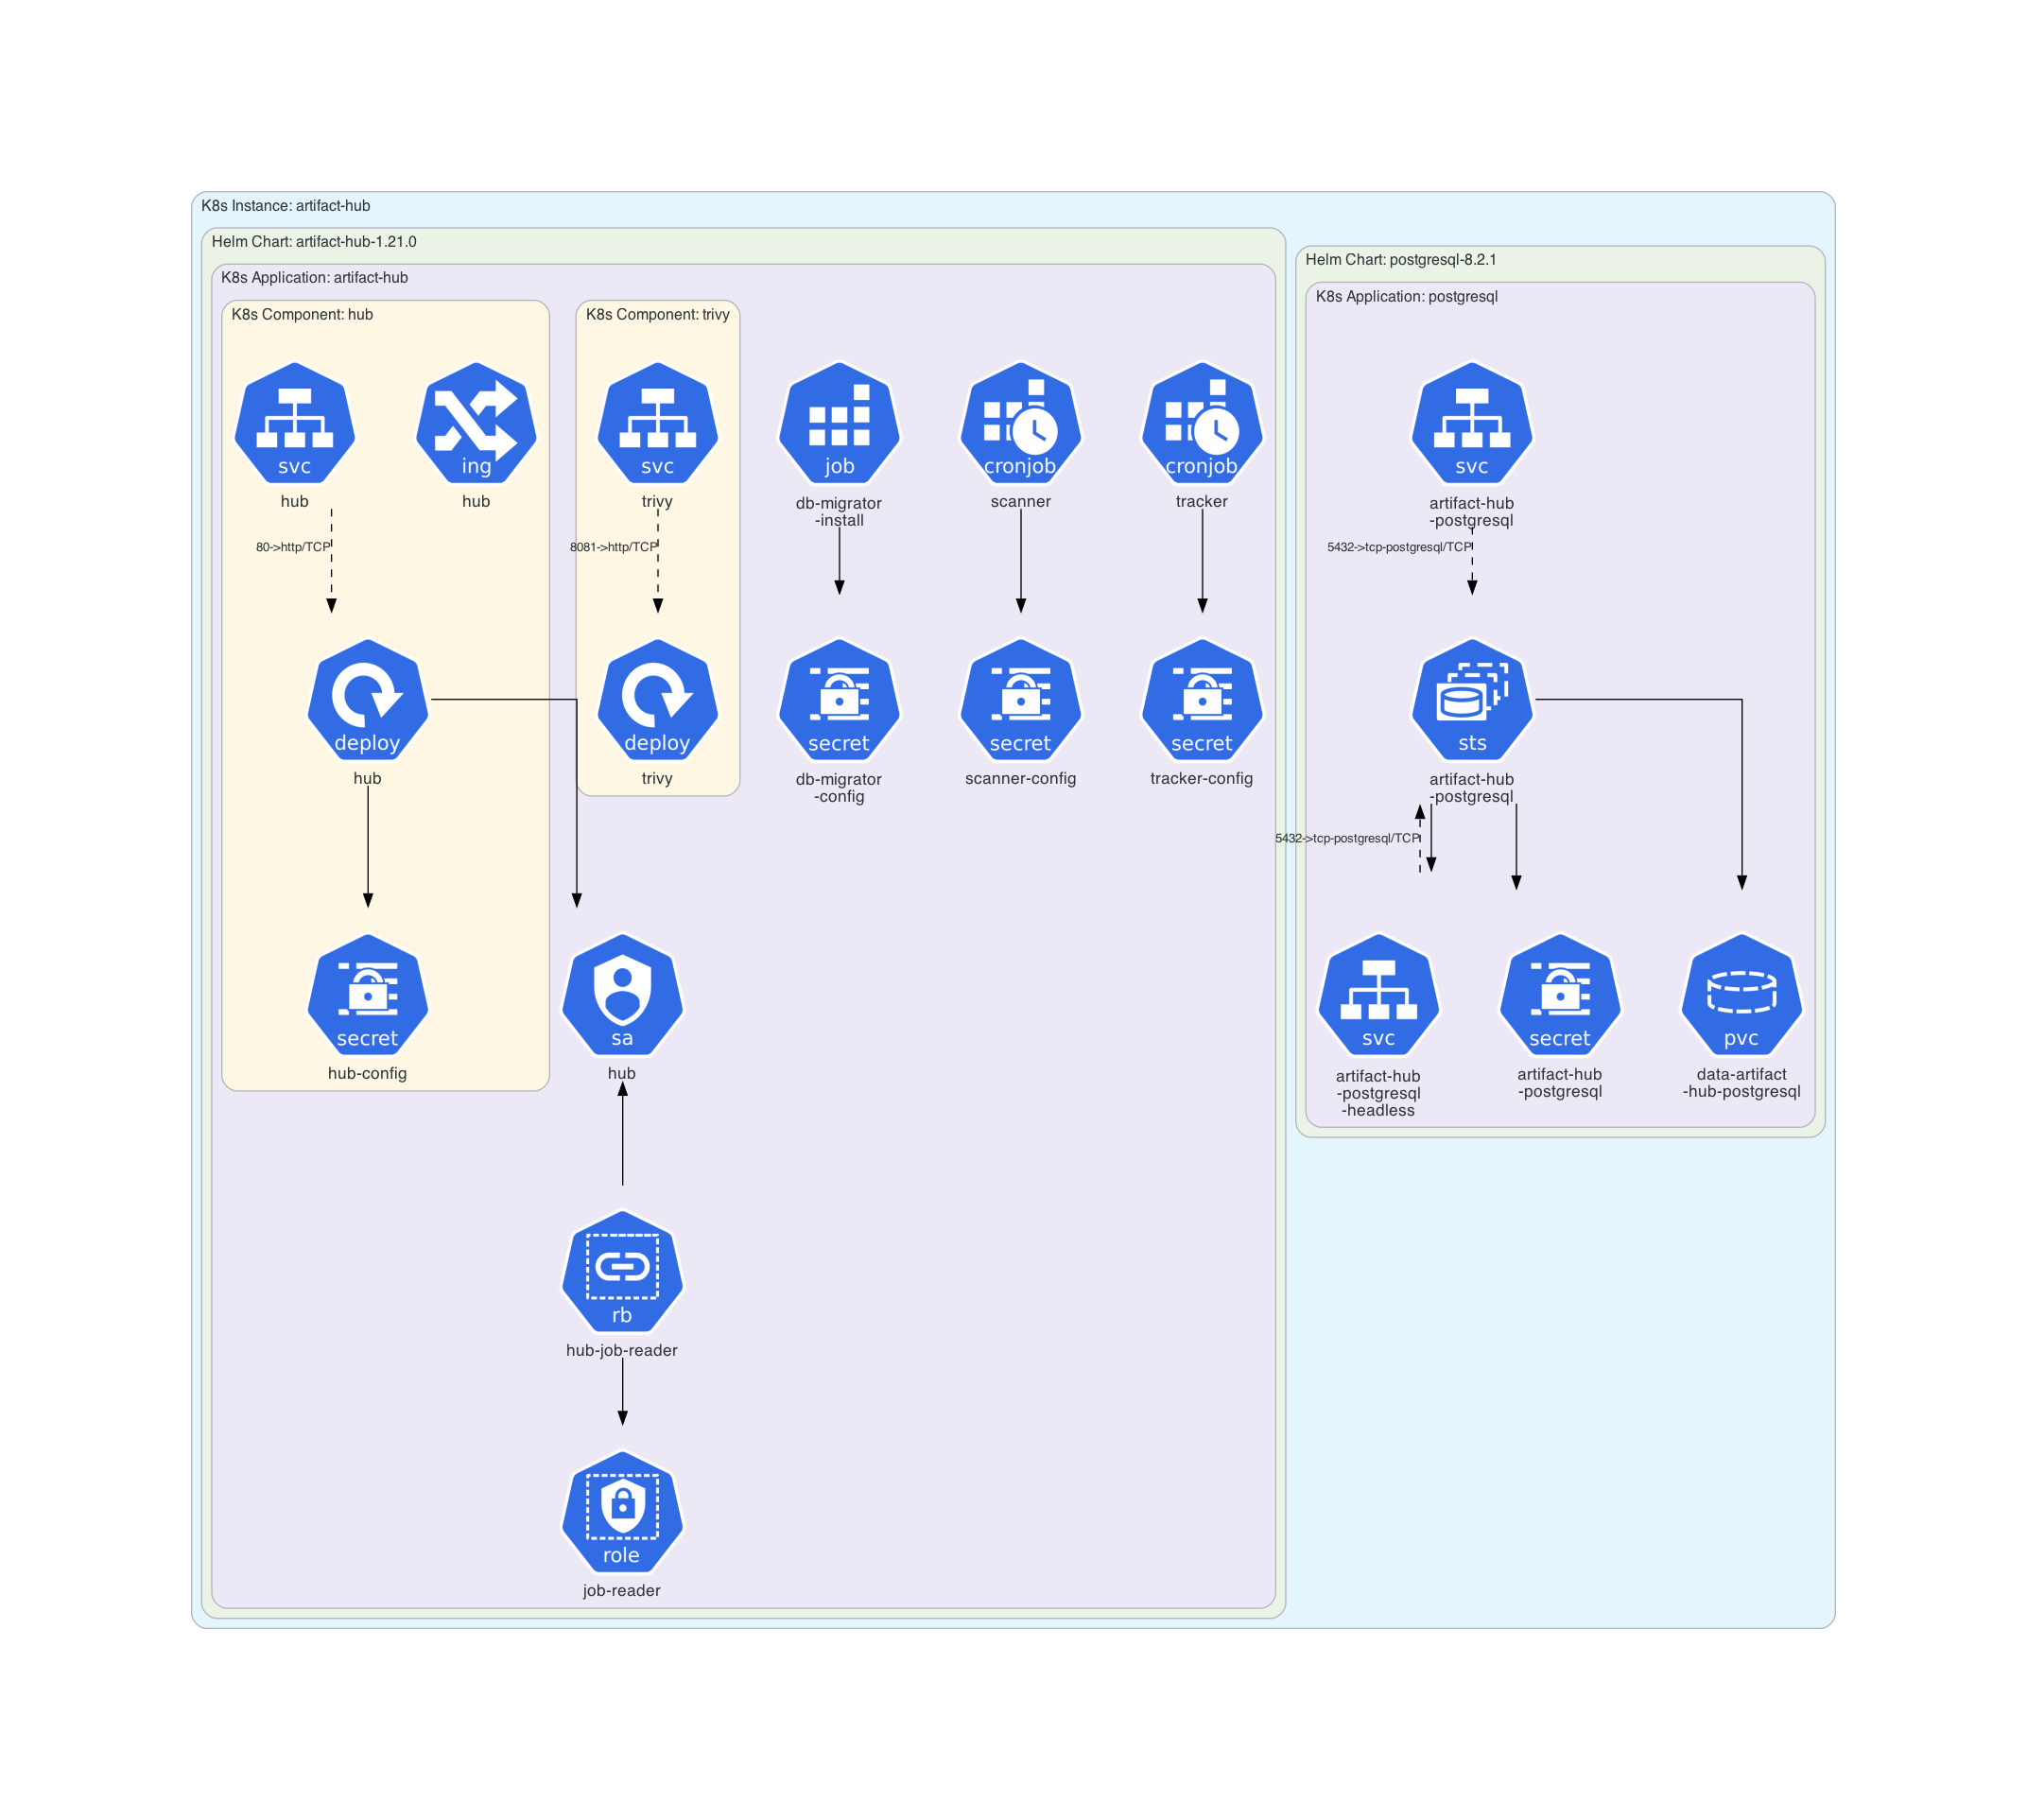 K8s Instance: artifact-hub
Helm Chart: artifact-hub-1.21.0
K8s Application: artifact-hub
K8s Component: hub
svc
hub
ing
hub
80->http/TCP
deploy
hub
secret
hub-config
K8s Component: trivy
svc
trivy
8081->http/TCP
deploy
trivy
job
db-migrator
-install
cronjob
scanner
cronjob
tracker
secret
db-migrator
-config
secret
scanner-config
secret
tracker-config
sa
hub
rb
hub-job-reader
role
job-reader
Helm Chart: postgresql-8.2.1
K8s Application: postgresql
svc
artifact-hub
-postgresql
5432->tcp-postgresql/TCP
sts
artifact-hub
-postgresql
5432->tcp-postgresql/TCP
svc
artifact-hub
-postgresql
-headless
secret
artifact-hub
-postgresql
pvc
data-artifact
-hub-postgresql